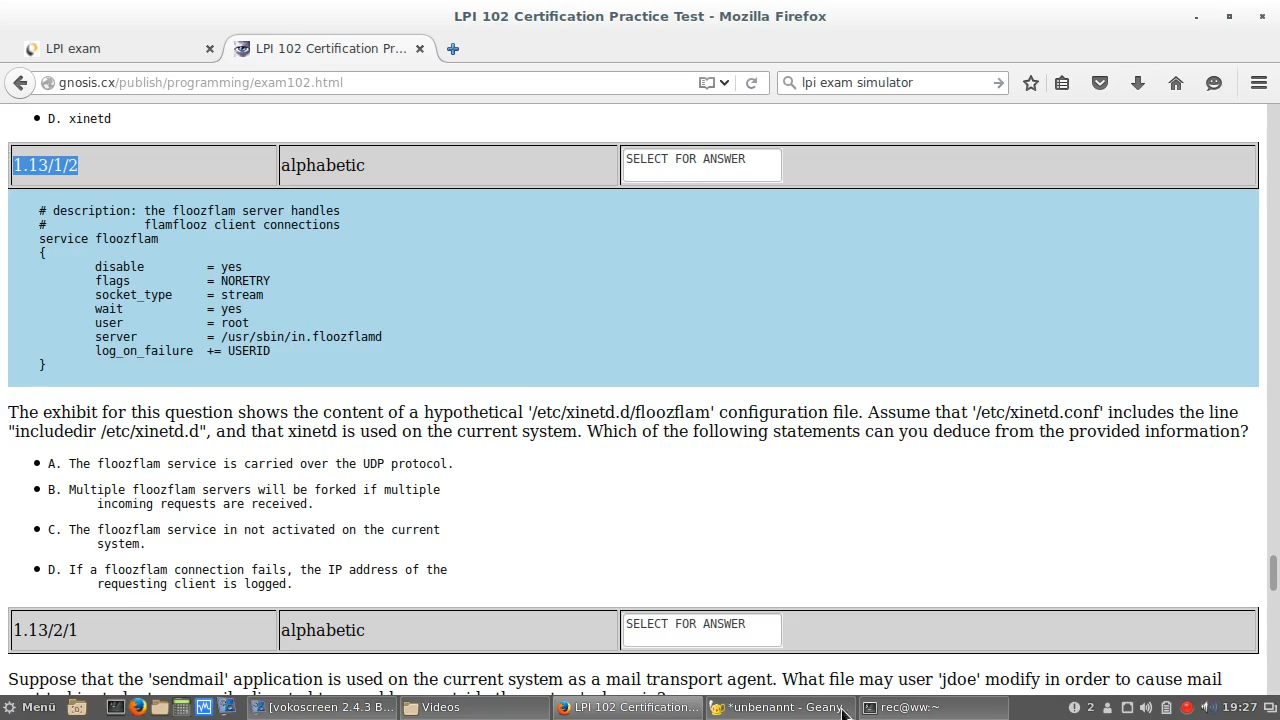 LPI 102 Certification Practice Test - Mozilla Firefox
LPI exam
LPI 102 Certification Pr...
gnosis.cx/publish/programming/exam102.html
lpi exam simulator
D. xinetd
1.13/1/2
alphabetic
SELECT FOR ANSWER
# description: the floozflam server handles
# flamflooz client connections
service floozflam
{
disable = yes
flags = NORETRY
socket_type = stream
wait = yes
user = root
server = /usr/sbin/in.floozflamd
log_on_failure += USERID
}
The exhibit for this question shows the content of a hypothetical '/etc/xinetd.d/floozflam' configuration file. Assume that '/etc/xinetd.conf' includes the line
"includedir /etc/xinetd.d", and that xinetd is used on the current system. Which of the following statements can you deduce from the provided information?
A. The floozflam service is carried over the UDP protocol.
B. Multiple floozflam servers will be forked if multiple
incoming requests are received.
C. The floozflam service in not activated on the current
system.
D. If a floozflam connection fails, the IP address of the
requesting client is logged.
1.13/2/1
alphabetic
SELECT FOR ANSWER
Suppose that the 'sendmail' application is used on the current system as a mail transport agent. What file may user 'jdoe' modify in order to cause mail
Menü
[vokoscreen 2.4.3 B...
Videos
LPI 102 Certification...
*unbenannt - Geany
rec@ww:~
2
19:27